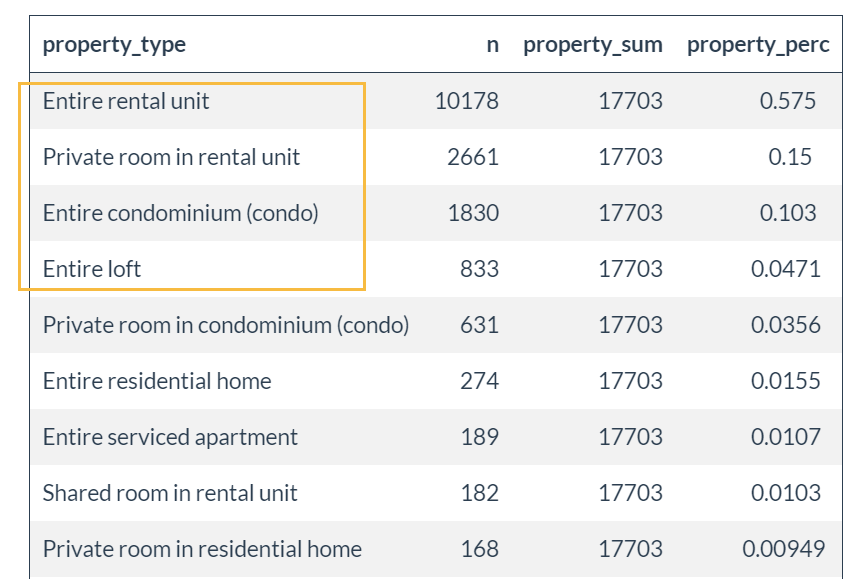 property_type n property_sum property_perc
Entire rental unit 10178 17703 0.575
Private room in rental unit 2661 17703 0.15
Entire condominium (condo) 1830 17703 0.103
Entire loft 833 17703 0.0471
Private room in condominium (condo) 631 17703 0.0356
Entire residential home 274 17703 0.0155
Entire serviced apartment 189 17703 0.0107
Shared room in rental unit 182 17703 0.0103
Private room in residential home 168 17703 0.00949